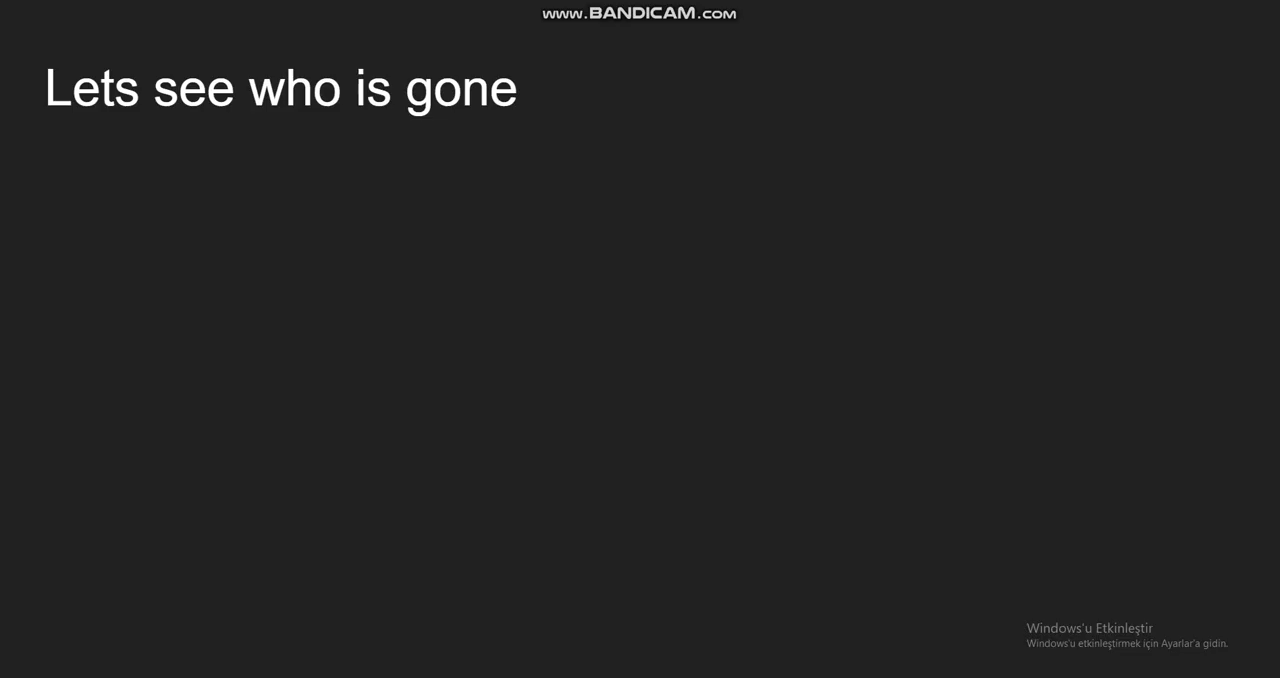 www.BANDICAM.com
Lets see who is gone
Windows'u Etkinleştir
Windows'u etkinleştirmek için Ayarlar'a gidin.